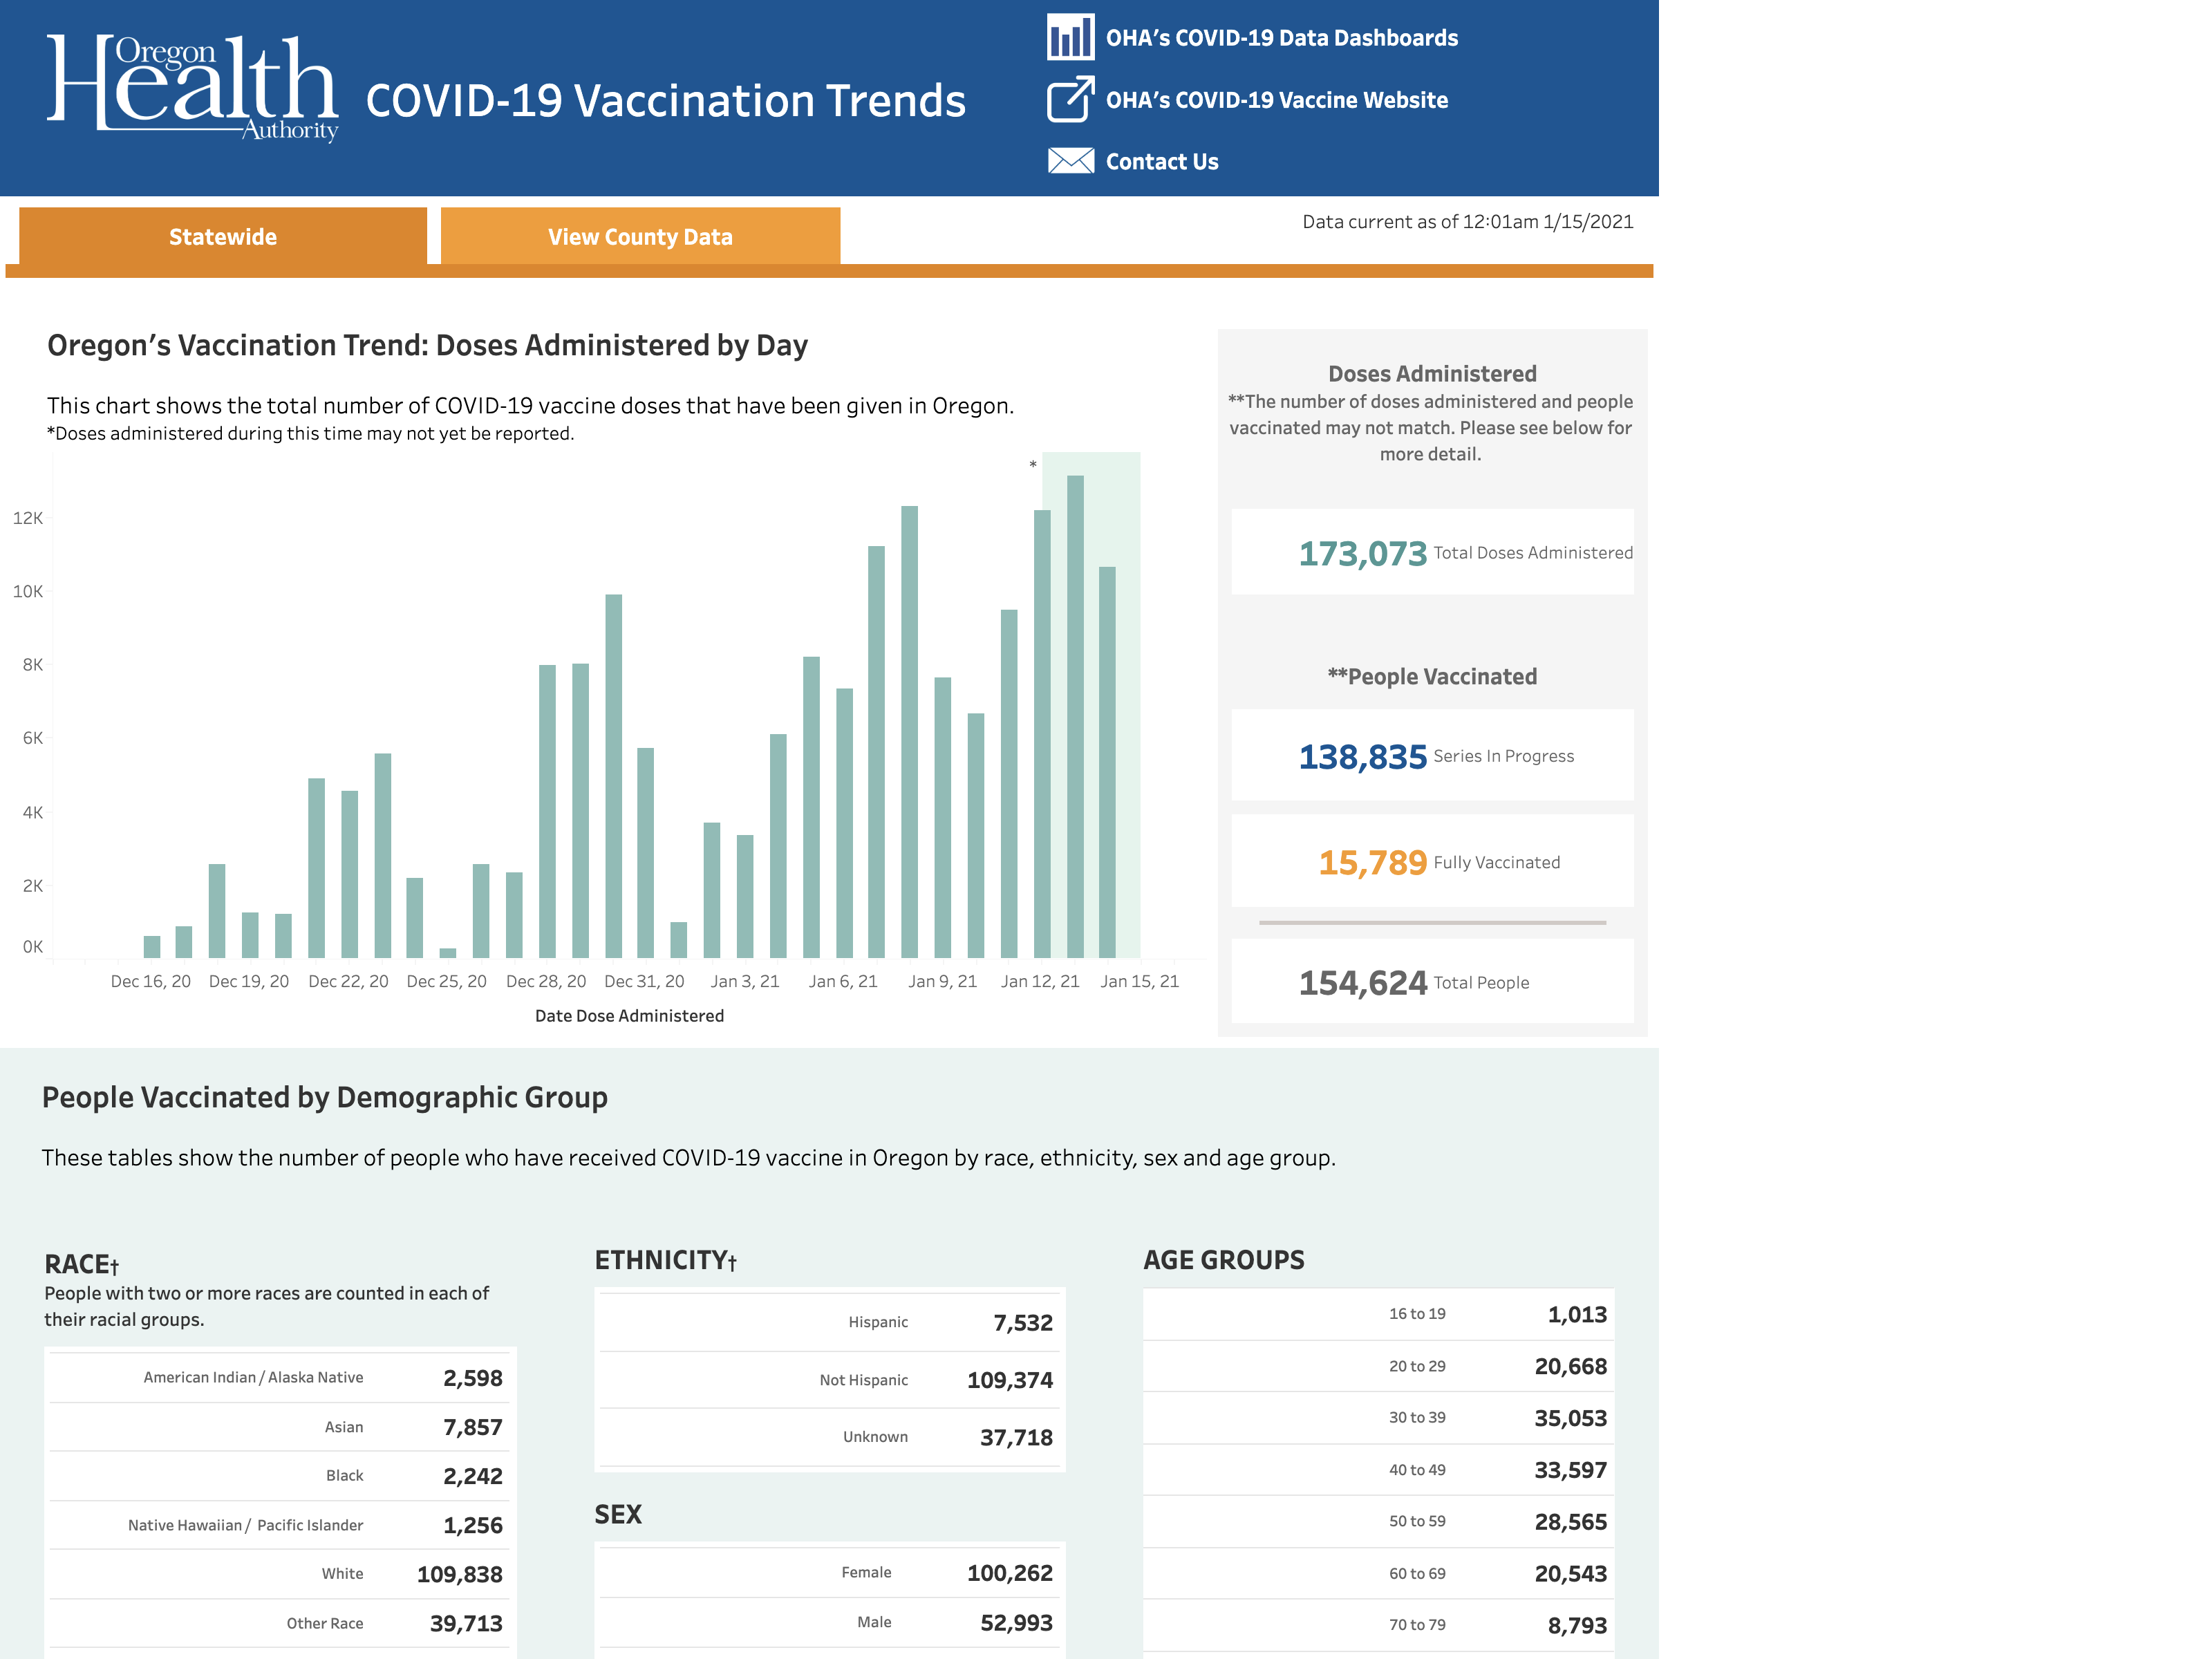 Oregon
Health
Authority
COVID-19 Vaccination Trends
OHA's COVID-19 Data Dashboards
OHA's COVID-19 Vaccine Website
Contact Us
Statewide
View County Data
Data current as of 12:01am 1/15/2021
Oregon's Vaccination Trend: Doses Administered by Day
This chart shows the total number of COVID-19 vaccine doses that have been given in Oregon.
*Doses administered during this time may not yet be reported.
*
12K
10K
8K
6K
4K
2K
0K
Dec 16, 20 Dec 19, 20 Dec 22, 20 Dec 25, 20 Dec 28, 20 Dec 31, 20 Jan 3, 21 Jan 6, 21 Jan 9, 21 Jan 12, 21 Jan 15, 21
Date Dose Administered
Doses Administered
**The number of doses administered and people
vaccinated may not match. Please see below for
more detail.
173,073 Total Doses Administered
**People Vaccinated
138,835 Series In Progress
15,789 Fully Vaccinated
154,624 Total People
People Vaccinated by Demographic Group
These tables show the number of people who have received COVID-19 vaccine in Oregon by race, ethnicity, sex and age group.
RACE†
People with two or more races are counted in each of
their racial groups.
American Indian / Alaska Native 2,598
Asian 7,857
Black 2,242
Native Hawaiian / Pacific Islander 1,256
White 109,838
Other Race 39,713
ETHNICITY†
Hispanic 7,532
Not Hispanic 109,374
Unknown 37,718
SEX
Female 100,262
Male 52,993
AGE GROUPS
16 to 19 1,013
20 to 29 20,668
30 to 39 35,053
40 to 49 33,597
50 to 59 28,565
60 to 69 20,543
70 to 79 8,793